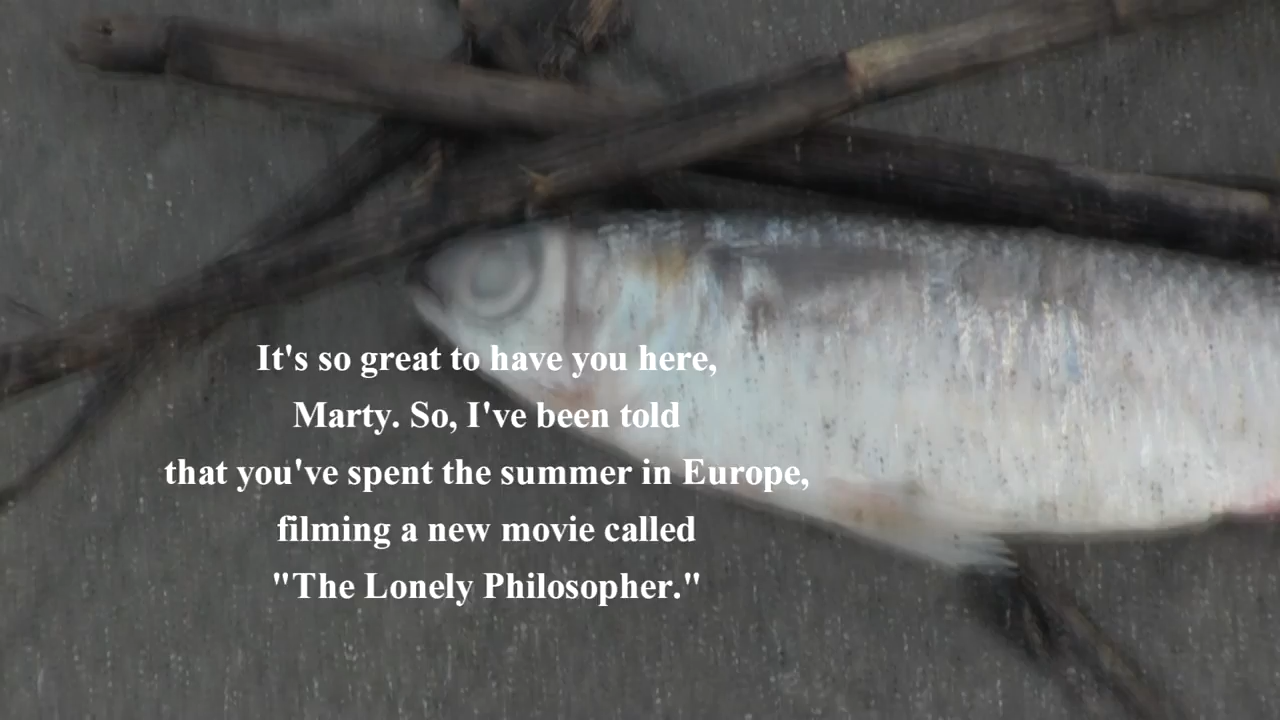 It's so great to have you here,
Marty. So, I've been told
that you've spent the summer in Europe,
filming a new movie called
"The Lonely Philosopher."